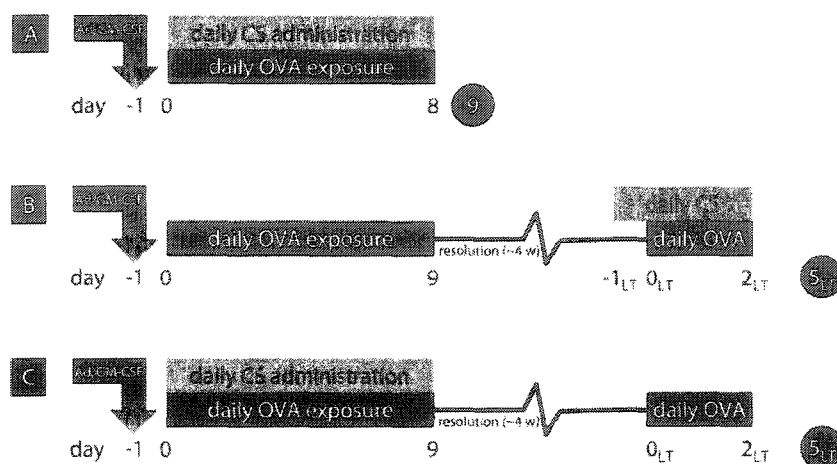 A Ad/GM-CSF daily CS administration
daily OVA exposure
day -1 0 8 9
B Ad/GM-CSF daily CS
daily OVA exposure daily OVA
resolution (~4 w)
day -1 0 9 -1LT 0LT 2LT 5LT
C Ad/GM-CSF daily CS administration
daily OVA exposure daily OVA
resolution (~4 w)
day -1 0 9 0LT 2LT 5LT